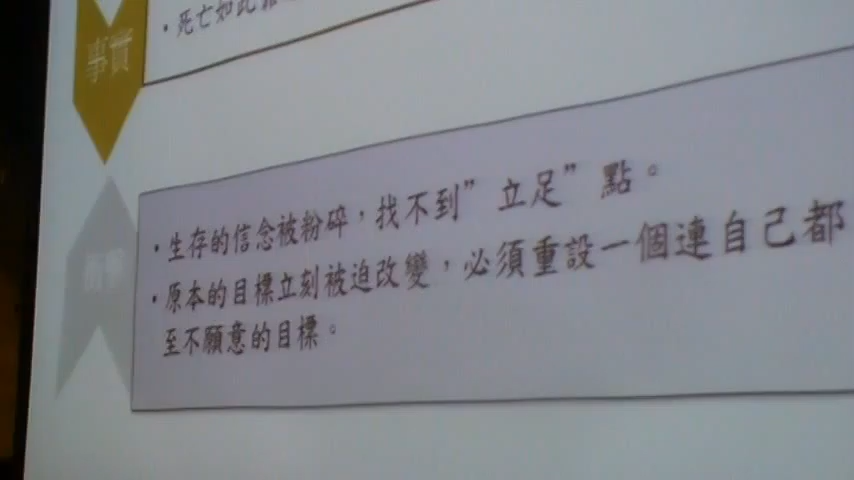 事實
•死亡如此
•生存的信念被粉碎，找不到”立足”點。
•原本的目標立刻被迫改變，必須重設一個連自己都
至不願意的目標。